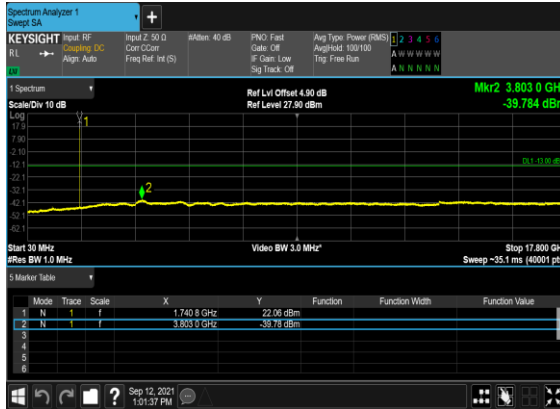 Spectrum Analyzer 1
Swept SA
+
KEYSIGHT Input: RF Input Z: 50 Ω #Atten: 40 dB PNO: Fast Avg Type: Power (RMS) 1 2 3 4 5 6
RL Coupling: DC Corr CCorr Gate: Off Avg|Hold: 100/100 A W W W W W
Align: Auto Freq Ref: Int (S) IF Gain: Low Trig: Free Run
LU Sig Track: Off A N N N N N
1 Spectrum
Ref Lvl Offset 4.90 dB Mkr2 3.803 0 GHz
Scale/Div 10 dB Ref Level 27.90 dBm -39.784 dBm
Log
17.9
7.90
-2.10
-12.1
-22.1
-32.1
-42.1
-52.1
-62.1
1
2
DL1 -13.00 dB
Start 30 MHz Video BW 3.0 MHz* Stop 17.800 GH
#Res BW 1.0 MHz Sweep ~35.1 ms (40001 pt
5 Marker Table
Mode Trace Scale X Y Function Function Width Function Value
1 N 1 f 1.740 8 GHz 22.06 dBm
2 N 1 f 3.803 0 GHz -39.78 dBm
3
4
5
6
? Sep 12, 2021
1:01:37 PM